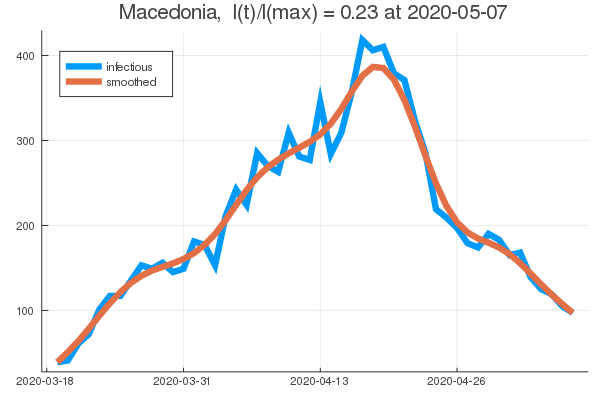 Macedonia,  I(t)/I(max) = 0.23 at 2020-05-07
infectious
smoothed
400
300
200
100
2020-03-18 2020-03-31 2020-04-13 2020-04-26